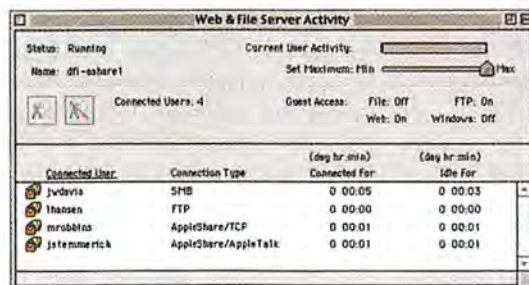 Web & File Server Activity
Status: Running
Current User Activity:
Name: dfi-ashare1
Set Maximum: Min Max
Connected Users: 4
Guest Access: File: Off FTP: On
Web: On Windows: Off
(day hr:min) (day hr:min)
Connected User Connection Type Connected For Idle For
jwdavis SMB 0 00:05 0 00:03
lhansen FTP 0 00:00 0 00:00
mrobbins AppleShare/TCP 0 00:01 0 00:01
jstemmerich AppleShare/AppleTalk 0 00:01 0 00:01